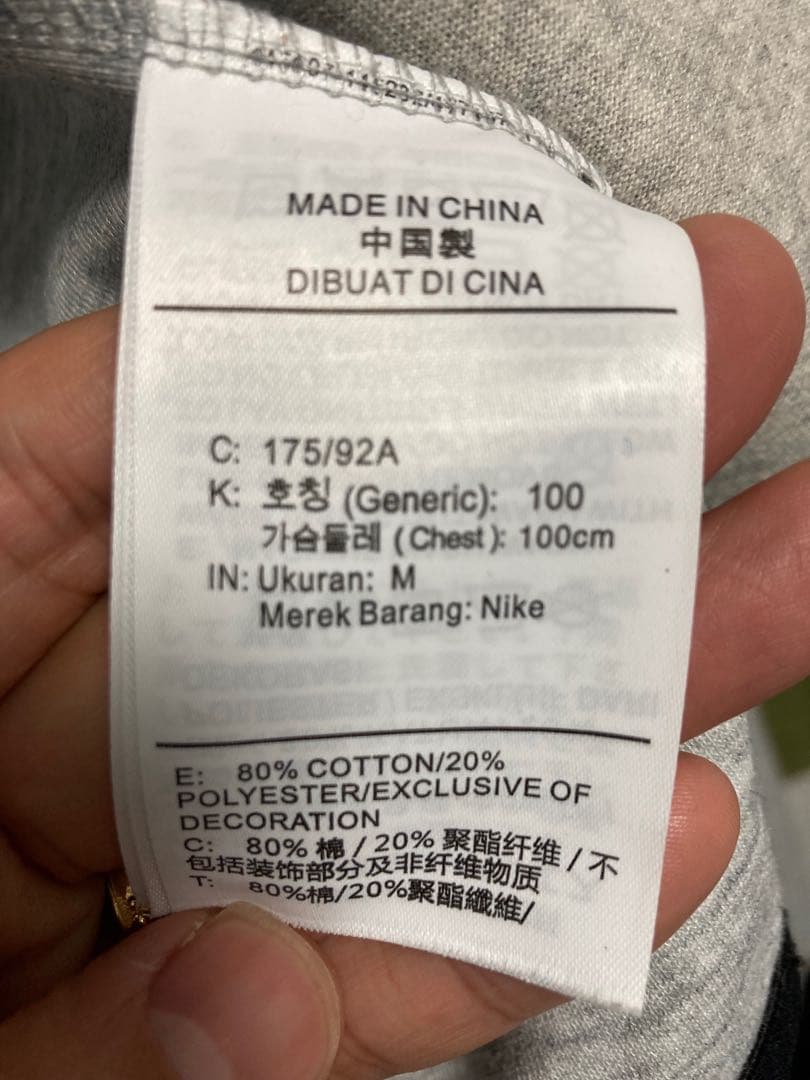 MADE IN CHINA
中国製
DIBUAT DI CINA
C: 175/92A
K: 호칭 (Generic): 100
가슴둘레 (Chest): 100cm
IN: Ukuran: M
Merek Barang: Nike
E: 80% COTTON/20%
POLYESTER/EXCLUSIVE OF
DECORATION
C: 80% 棉 / 20% 聚酯纤维 / 不
包括装饰部分及非纤维物质
T: 80%棉/20%聚酯纖維/